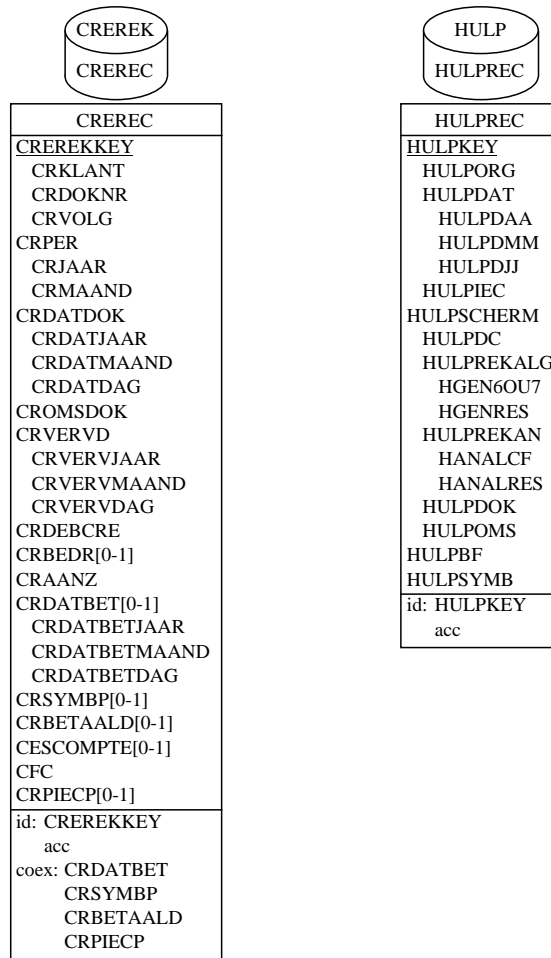 CREREK
CREREC
CREREC
CREREKKEY
CRKLANT
CRDOKNR
CRVOLG
CRPER
CRJAAR
CRMAAND
CRDATDOK
CRDATJAAR
CRDATMAAND
CRDATDAG
CROMSDOK
CRVERVD
CRVERVJAAR
CRVERVMAAND
CRVERVDAG
CRDEBCRE
CRBEDR[0-1]
CRAANZ
CRDATBET[0-1]
CRDATBETJAAR
CRDATBETMAAND
CRDATBETDAG
CRSYMBP[0-1]
CRBETAALD[0-1]
CESCOMPTE[0-1]
CFC
CRPIECP[0-1]
id: CREREKKEY
acc
coex: CRDATBET
CRSYMBP
CRBETAALD
CRPIECP
HULP
HULPREC
HULPREC
HULPKEY
HULPORG
HULPDAT
HULPDAA
HULPDMM
HULPDJJ
HULPIEC
HULPSCHERM
HULPDC
HULPREKALG
HGEN6OU7
HGENRES
HULPREKAN
HANALCF
HANALRES
HULPDOK
HULPOMS
HULPBF
HULPSYMB
id: HULPKEY
acc